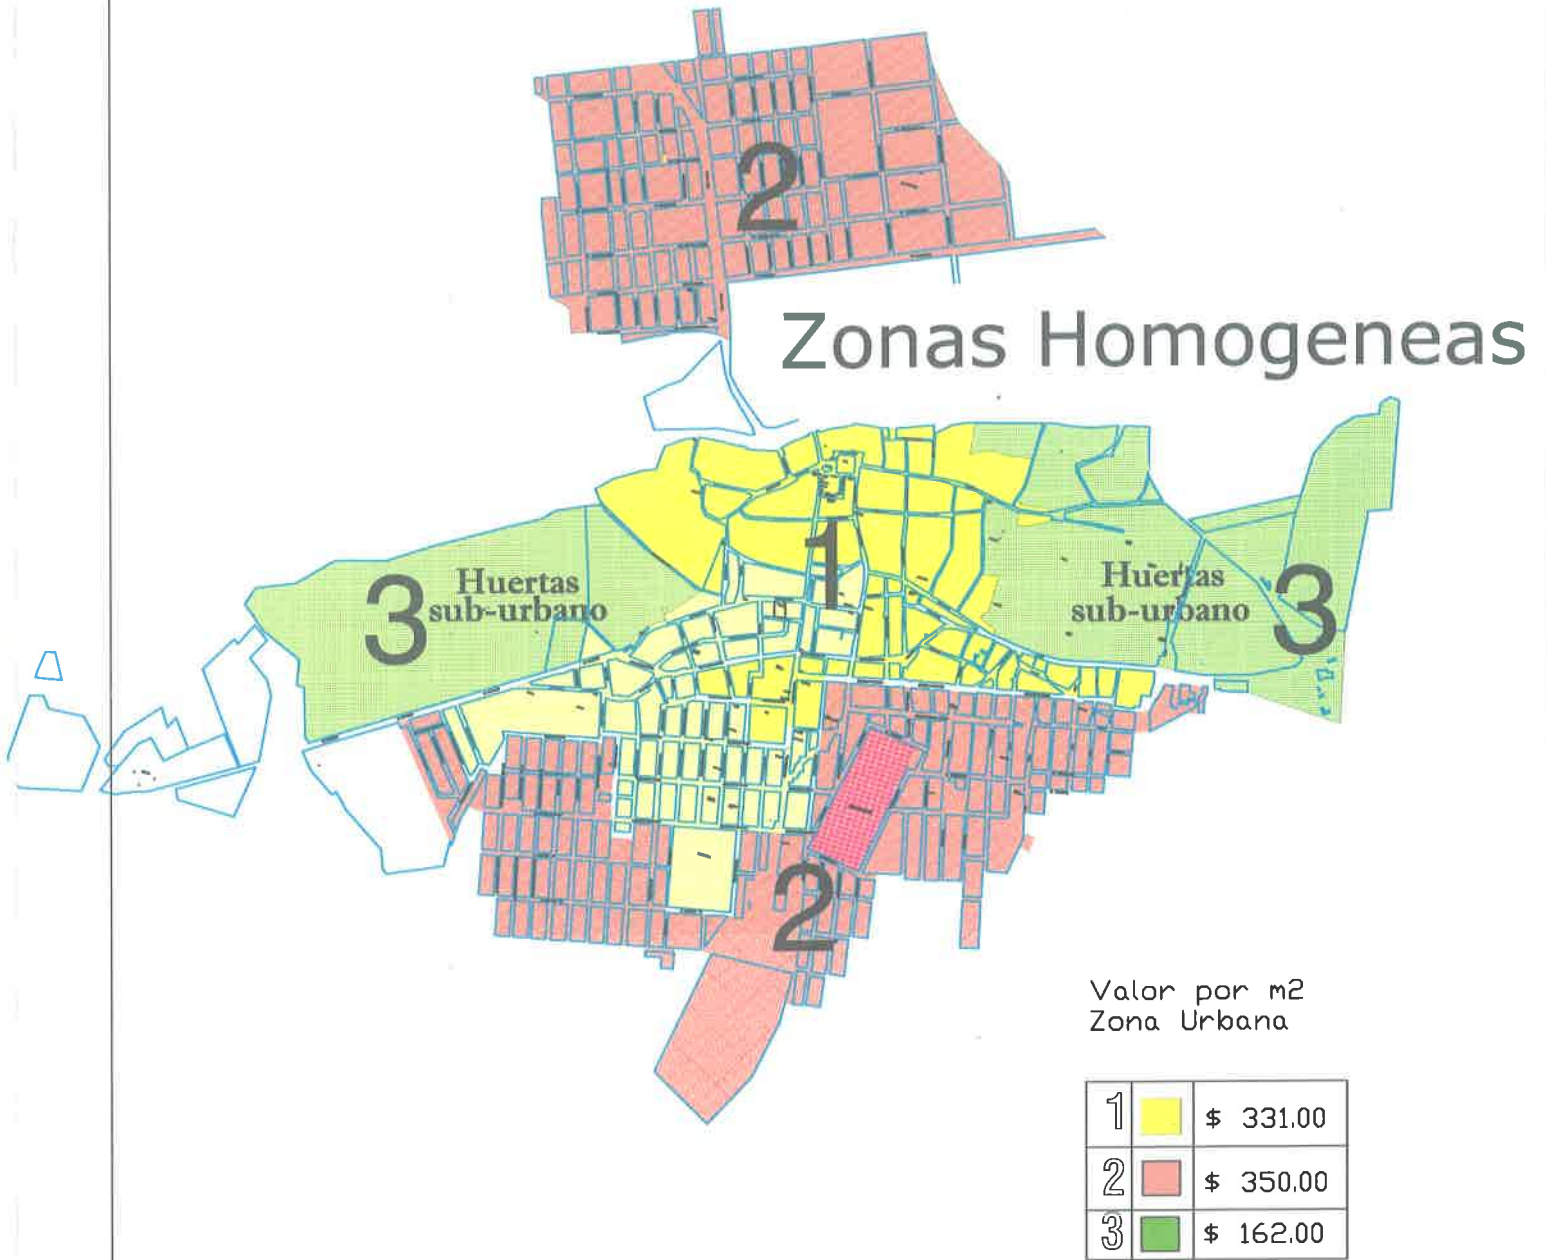 2
Zonas Homogeneas
1
3
Huertas
sub-urbano
Huertas
sub-urbano
3
2
Valor por m2
Zona Urbana
1 $ 331.00
2 $ 350.00
3 $ 162.00